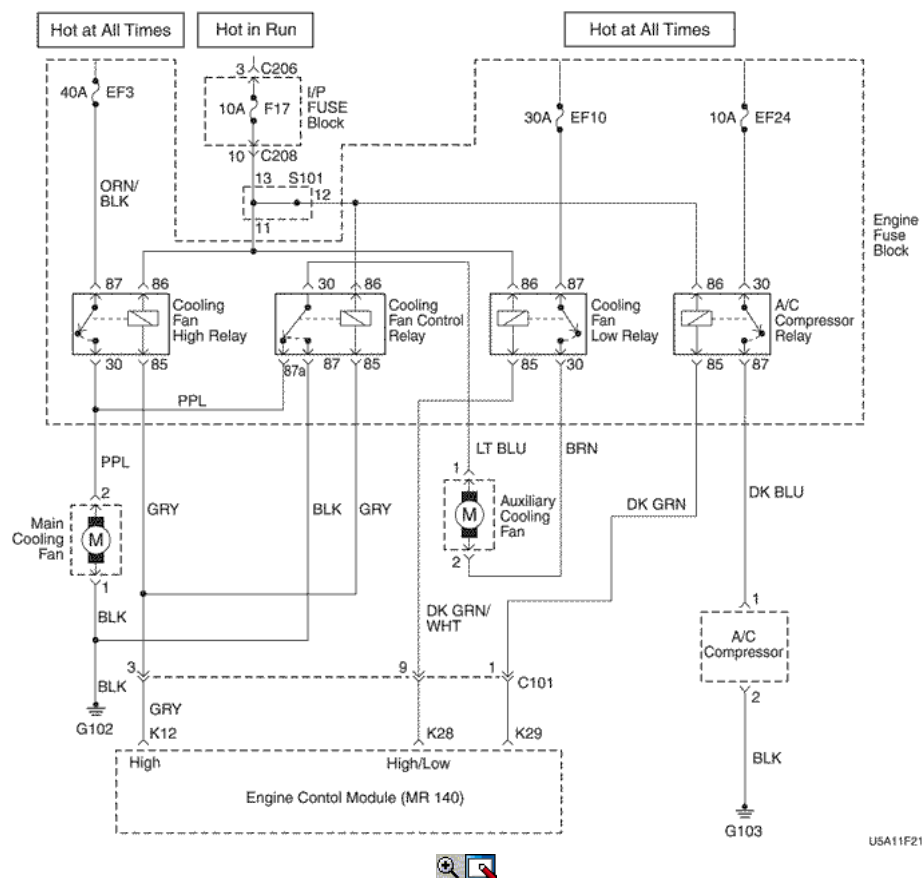 Hot at All Times
Hot in Run
Hot at All Times
3 C206
40A EF3
10A F17
I/P
FUSE
Block
30A EF10
10A EF24
10 C208
ORN/
BLK
13 S101
12
11
Engine
Fuse
Block
87 86
30 86
86 87
86 30
Cooling
Fan
High Relay
Cooling
Fan Control
Relay
Cooling
Fan
Low Relay
A/C
Compressor
Relay
30 85
87a 87 85
85 30
85 87
PPL
PPL
LT BLU
BRN
2
GRY
BLK
GRY
1
DK GRN
DK BLU
Main
Cooling
Fan
M
M
Auxiliary
Cooling
Fan
1
2
BLK
DK GRN/
WHT
1
A/C
Compressor
3
9
1
C101
BLK
2
GRY
G102
K12
K28
K29
High
High/Low
BLK
Engine Contol Module (MR 140)
G103
U5A11F21